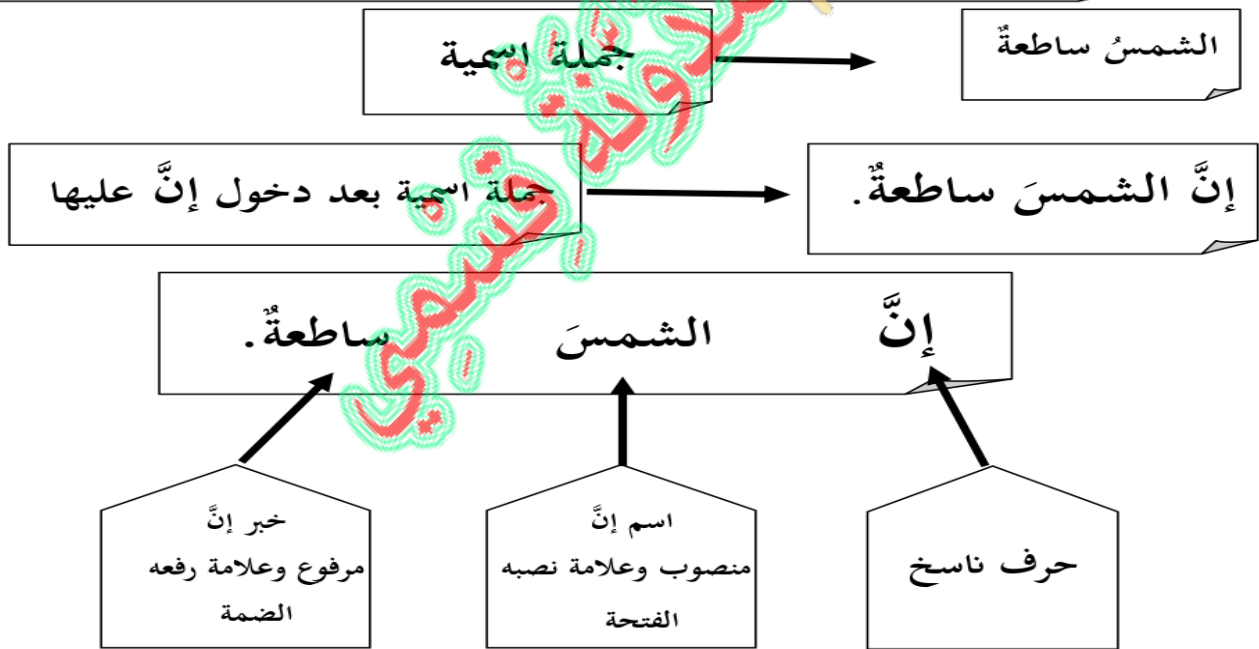 الشمسُ ساطعةٌ
جملة اسمية
إنَّ الشمسَ ساطعةٌ.
جملة اسمية بعد دخول إنَّ عليها
إنَّ الشمسَ ساطعةٌ.
حرف ناسخ
اسم إنَّ
منصوب وعلامة نصبه
الفتحة
خبر إنَّ
مرفوع وعلامة رفعه
الضمة